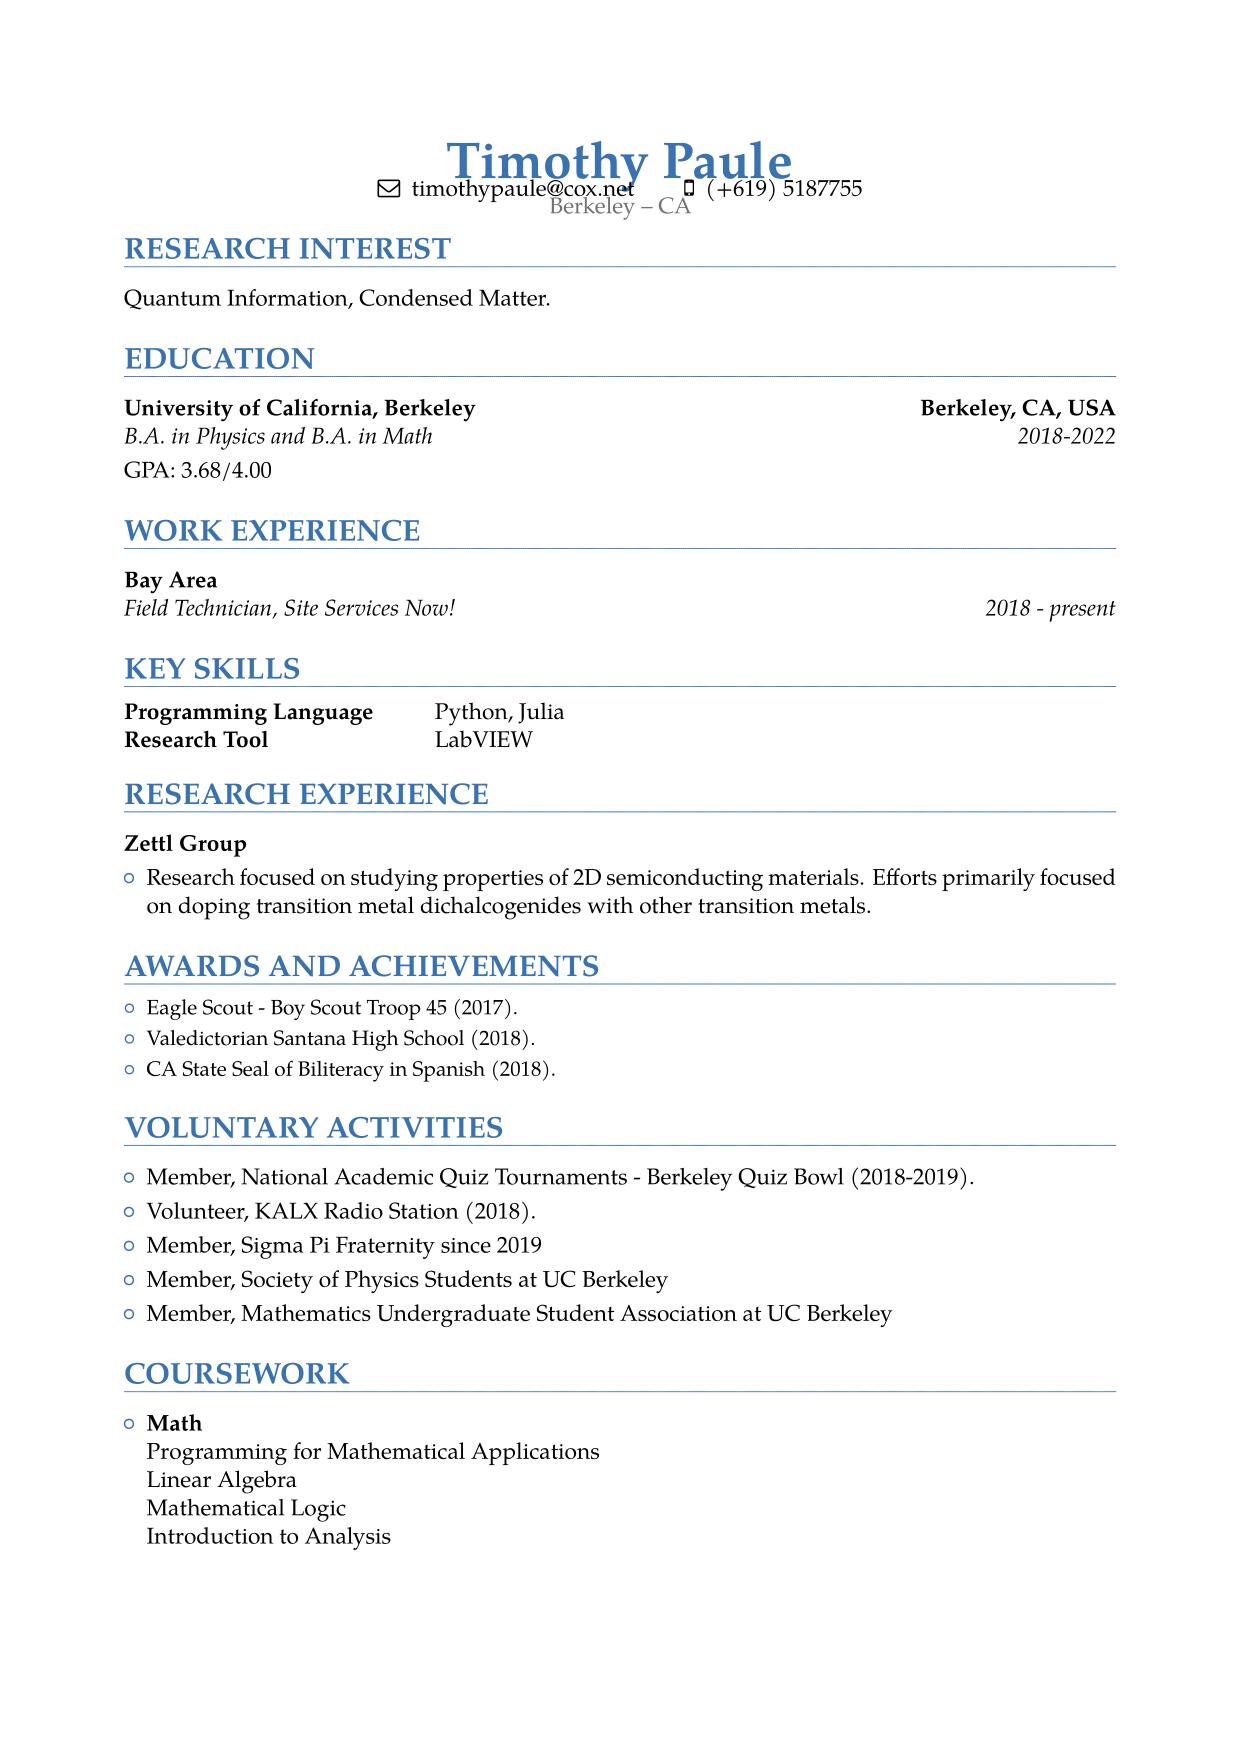 Timothy Paule
timothypaule@cox.net (+619) 5187755
Berkeley – CA
RESEARCH INTEREST
Quantum Information, Condensed Matter.
EDUCATION
University of California, Berkeley Berkeley, CA, USA
B.A. in Physics and B.A. in Math 2018-2022
GPA: 3.68/4.00
WORK EXPERIENCE
Bay Area
Field Technician, Site Services Now! 2018 - present
KEY SKILLS
Programming Language Python, Julia
Research Tool LabVIEW
RESEARCH EXPERIENCE
Zettl Group
Research focused on studying properties of 2D semiconducting materials. Efforts primarily focused
on doping transition metal dichalcogenides with other transition metals.
AWARDS AND ACHIEVEMENTS
Eagle Scout - Boy Scout Troop 45 (2017).
Valedictorian Santana High School (2018).
CA State Seal of Biliteracy in Spanish (2018).
VOLUNTARY ACTIVITIES
Member, National Academic Quiz Tournaments - Berkeley Quiz Bowl (2018-2019).
Volunteer, KALX Radio Station (2018).
Member, Sigma Pi Fraternity since 2019
Member, Society of Physics Students at UC Berkeley
Member, Mathematics Undergraduate Student Association at UC Berkeley
COURSEWORK
Math
Programming for Mathematical Applications
Linear Algebra
Mathematical Logic
Introduction to Analysis